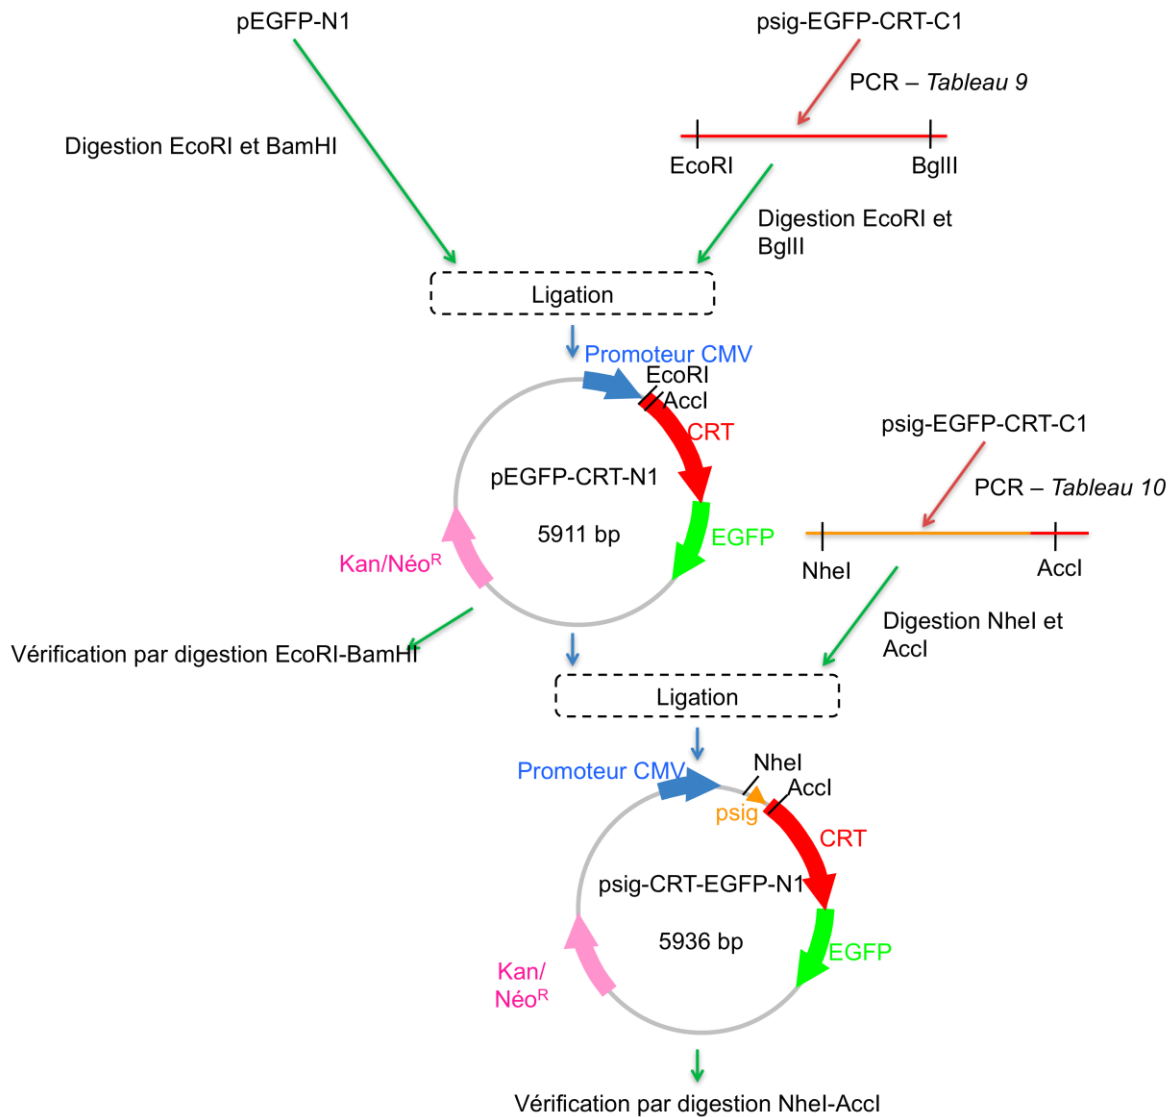 pEGFP-N1
psig-EGFP-CRT-C1
PCR – Tableau 9
Digestion EcoRI et BamHI
EcoRI
BglII
Digestion EcoRI et
BglII
Ligation
Promoteur CMV
EcoRI
AccI
CRT
pEGFP-CRT-N1
5911 bp
EGFP
Kan/NéoR
psig-EGFP-CRT-C1
PCR – Tableau 10
NheI
AccI
Digestion NheI et
AccI
Vérification par digestion EcoRI-BamHI
Ligation
Promoteur CMV
NheI
AccI
psig
CRT
psig-CRT-EGFP-N1
5936 bp
EGFP
Kan/
NéoR
Vérification par digestion NheI-AccI